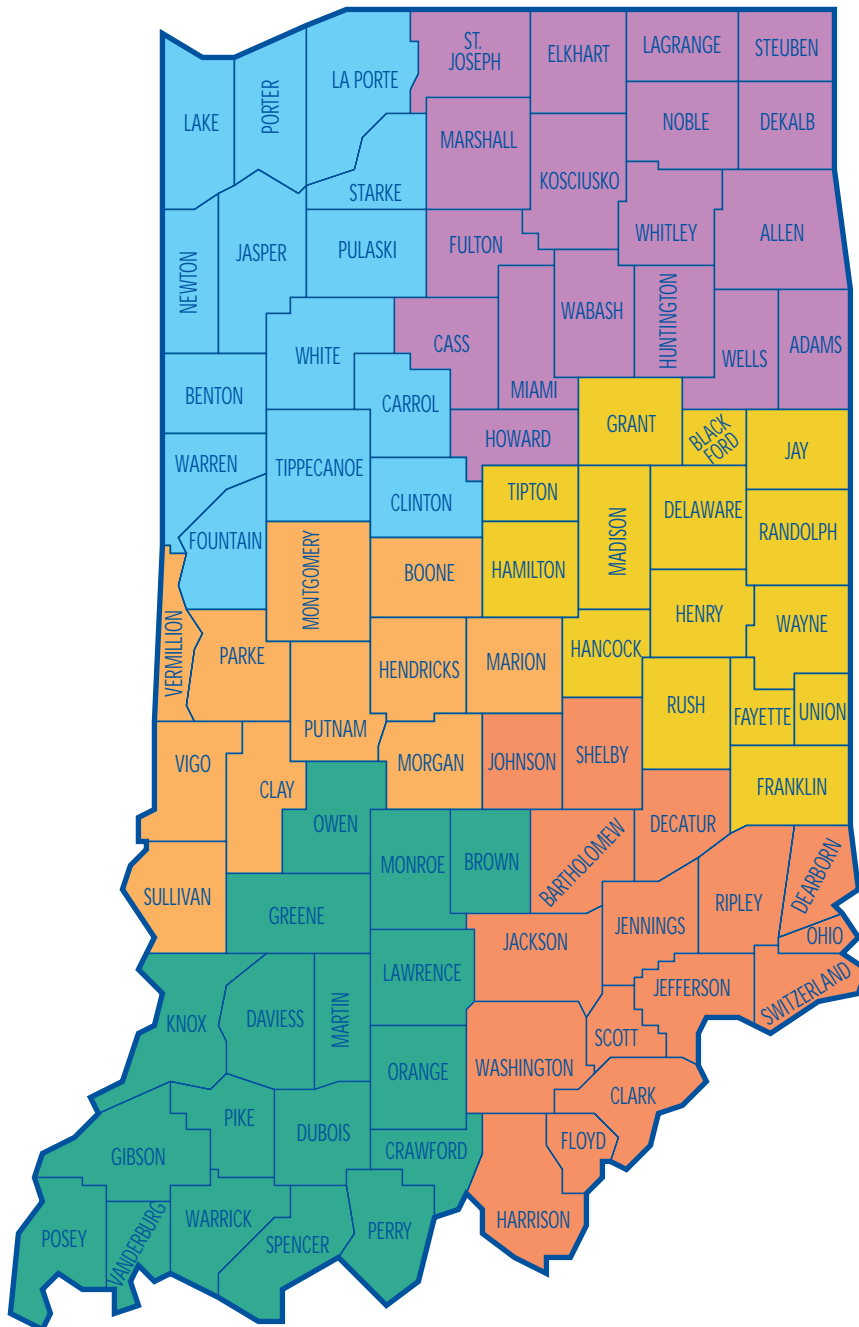 ST.
JOSEPH
ELKHART
LAGRANGE
STEUBEN
LA PORTE
PORTER
LAKE
NOBLE
DEKALB
MARSHALL
KOSCIUSKO
STARKE
WHITLEY
ALLEN
FULTON
PULASKI
JASPER
NEWTON
WABASH
HUNTINGTON
WELLS
ADAMS
CASS
WHITE
MIAMI
BENTON
CARROL
GRANT
BLACK
FORD
JAY
HOWARD
WARREN
TIPPECANOE
TIPTON
CLINTON
MADISON
DELAWARE
RANDOLPH
FOUNTAIN
MONTGOMERY
BOONE
HAMILTON
HENRY
WAYNE
VERMILLION
PARKE
HENDRICKS
MARION
HANCOCK
RUSH
FAYETTE
UNION
PUTNAM
VIGO
CLAY
MORGAN
JOHNSON
SHELBY
FRANKLIN
OWEN
DECATUR
MONROE
BROWN
BARTHOLOMEW
DEARBORN
SULLIVAN
GREENE
RIPLEY
JENNINGS
OHIO
JACKSON
LAWRENCE
JEFFERSON
SWITZERLAND
KNOX
DAVIESS
MARTIN
SCOTT
ORANGE
WASHINGTON
CLARK
PIKE
DUBOIS
CRAWFORD
FLOYD
GIBSON
HARRISON
WARRICK
PERRY
POSEY
VANDERBURG
SPENCER